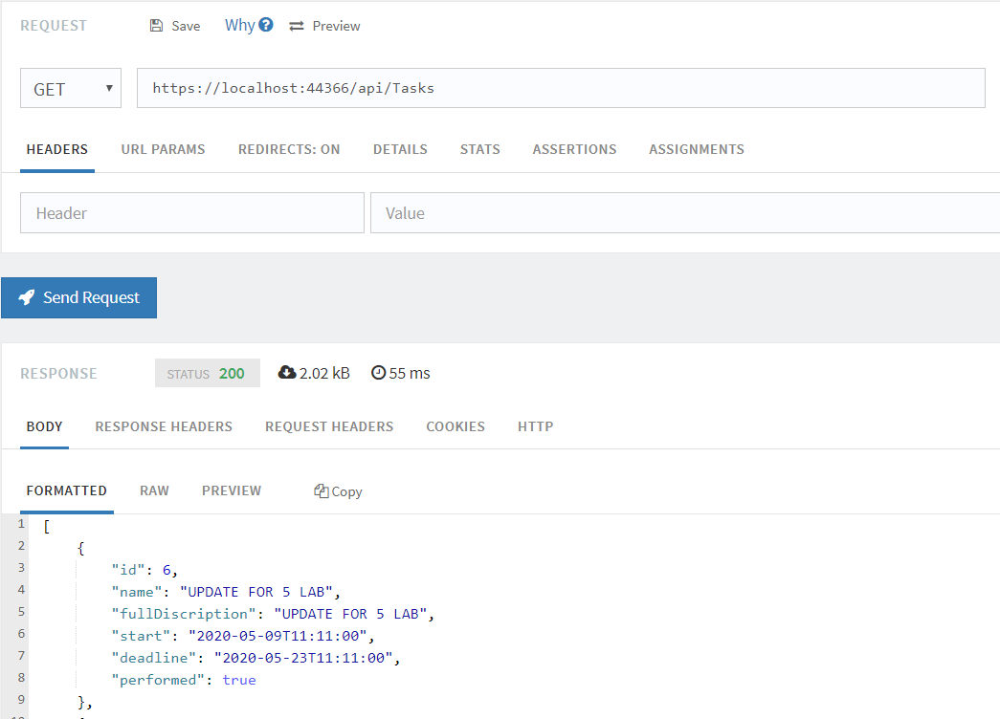 REQUEST Save Why Preview
GET https://localhost:44366/api/Tasks
HEADERS URL PARAMS REDIRECTS: ON DETAILS STATS ASSERTIONS ASSIGNMENTS
Header Value
Send Request
RESPONSE STATUS 200 2.02 kB 55 ms
BODY RESPONSE HEADERS REQUEST HEADERS COOKIES HTTP
FORMATTED RAW PREVIEW Copy
1 [
2 {
3 "id": 6,
4 "name": "UPDATE FOR 5 LAB",
5 "fullDiscription": "UPDATE FOR 5 LAB",
6 "start": "2020-05-09T11:11:00",
7 "deadline": "2020-05-23T11:11:00",
8 "performed": true
9 },